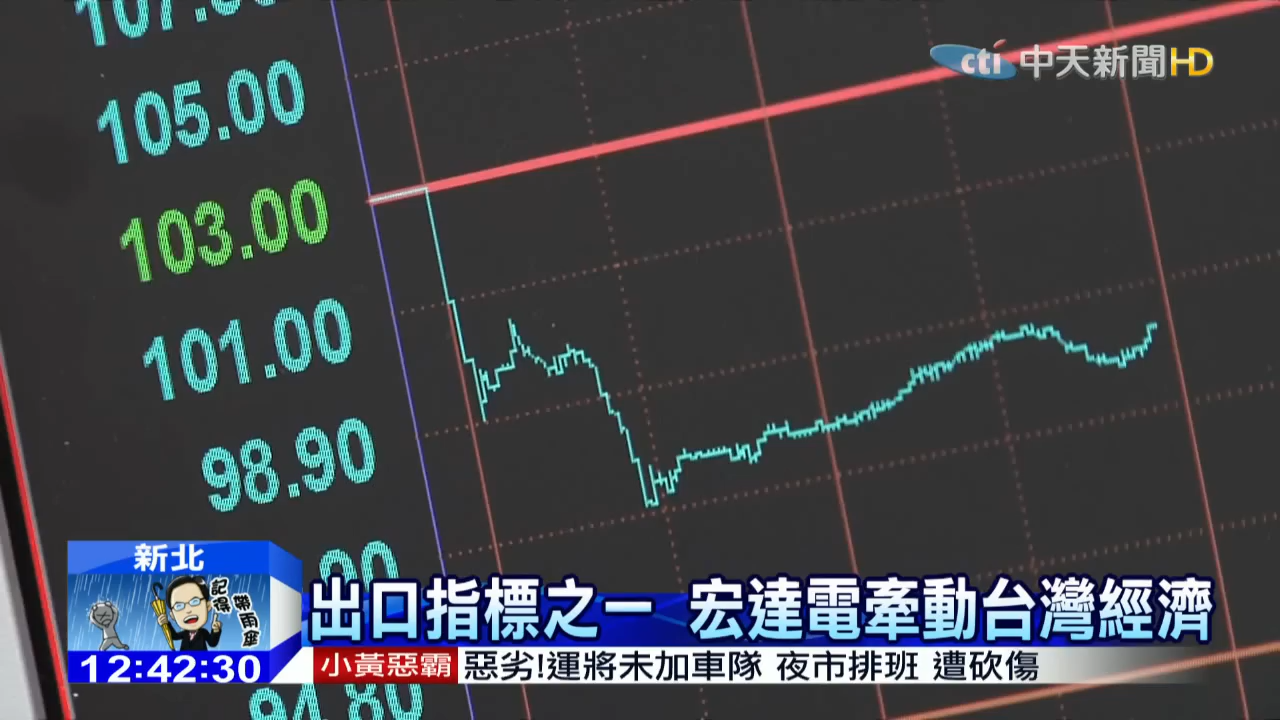 105.00
103.00
101.00
98.90
94.80
cti 中天新聞HD
新北
記得
帶雨傘
12:42:30
出口指標之一 宏達電牽動台灣經濟
小黃惡霸 惡劣!運將未加車隊 夜市排班 遭砍傷